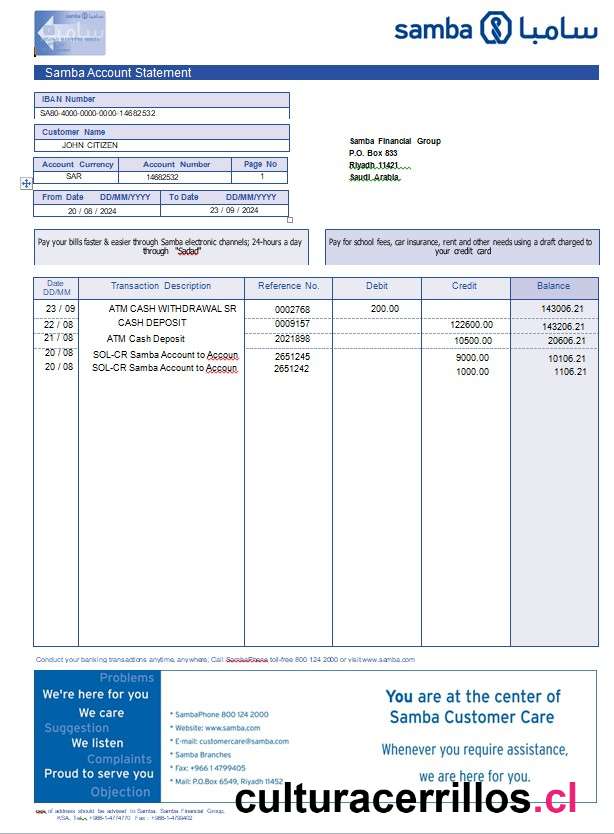 samba سامبا
Samba Account Statement
IBAN Number
SA80-4000-0000-0000-14682532
Customer Name
JOHN CITIZEN
Account Currency Account Number Page No
SAR 14682532 1
From Date DD/MM/YYYY To Date DD/MM/YYYY
20 / 08 / 2024 23 / 09 / 2024
Samba Financial Group
P.O. Box 833
Riyadh 11421
Saudi Arabia.
Pay your bills faster & easier through Samba electronic channels; 24-hours a day
through "Sadad"
Pay for school fees, car insurance, rent and other needs using a draft charged to
your credit card
Date
DD/MM Transaction Description Reference No. Debit Credit Balance
23 / 09 ATM CASH WITHDRAWAL SR 0002768 200.00 143006.21
22 / 08 CASH DEPOSIT 0009157 122600.00 143206.21
21 / 08 ATM Cash Deposit 2021898 10500.00 20606.21
20 / 08 SOL-CR Samba Account to Accoun 2651245 9000.00 10106.21
20 / 08 SOL-CR Samba Account to Accoun 2651242 1000.00 1106.21
Conduct your banking transactions anytime, anywhere, Call SambaPhone toll-free 800 124 2000 or visit www.samba.com
Problems
We're here for you
We care
Suggestion
We listen
Complaints
Proud to serve you
Objection
* SambaPhone 800 124 2000
* Website: www.samba.com
* E-mail: customercare@samba.com
* Samba Branches
* Fax: +966 1 4799405
* Mail: P.O.Box 6549, Riyadh 11452
You are at the center of
Samba Customer Care
Whenever you require assistance,
we are here for you.
culturacerrillos.cl
of address should be advised to Samba. Samba Financial Group,
KSA, Tel. +966-1-4774770 Fax : +966-1-4799402